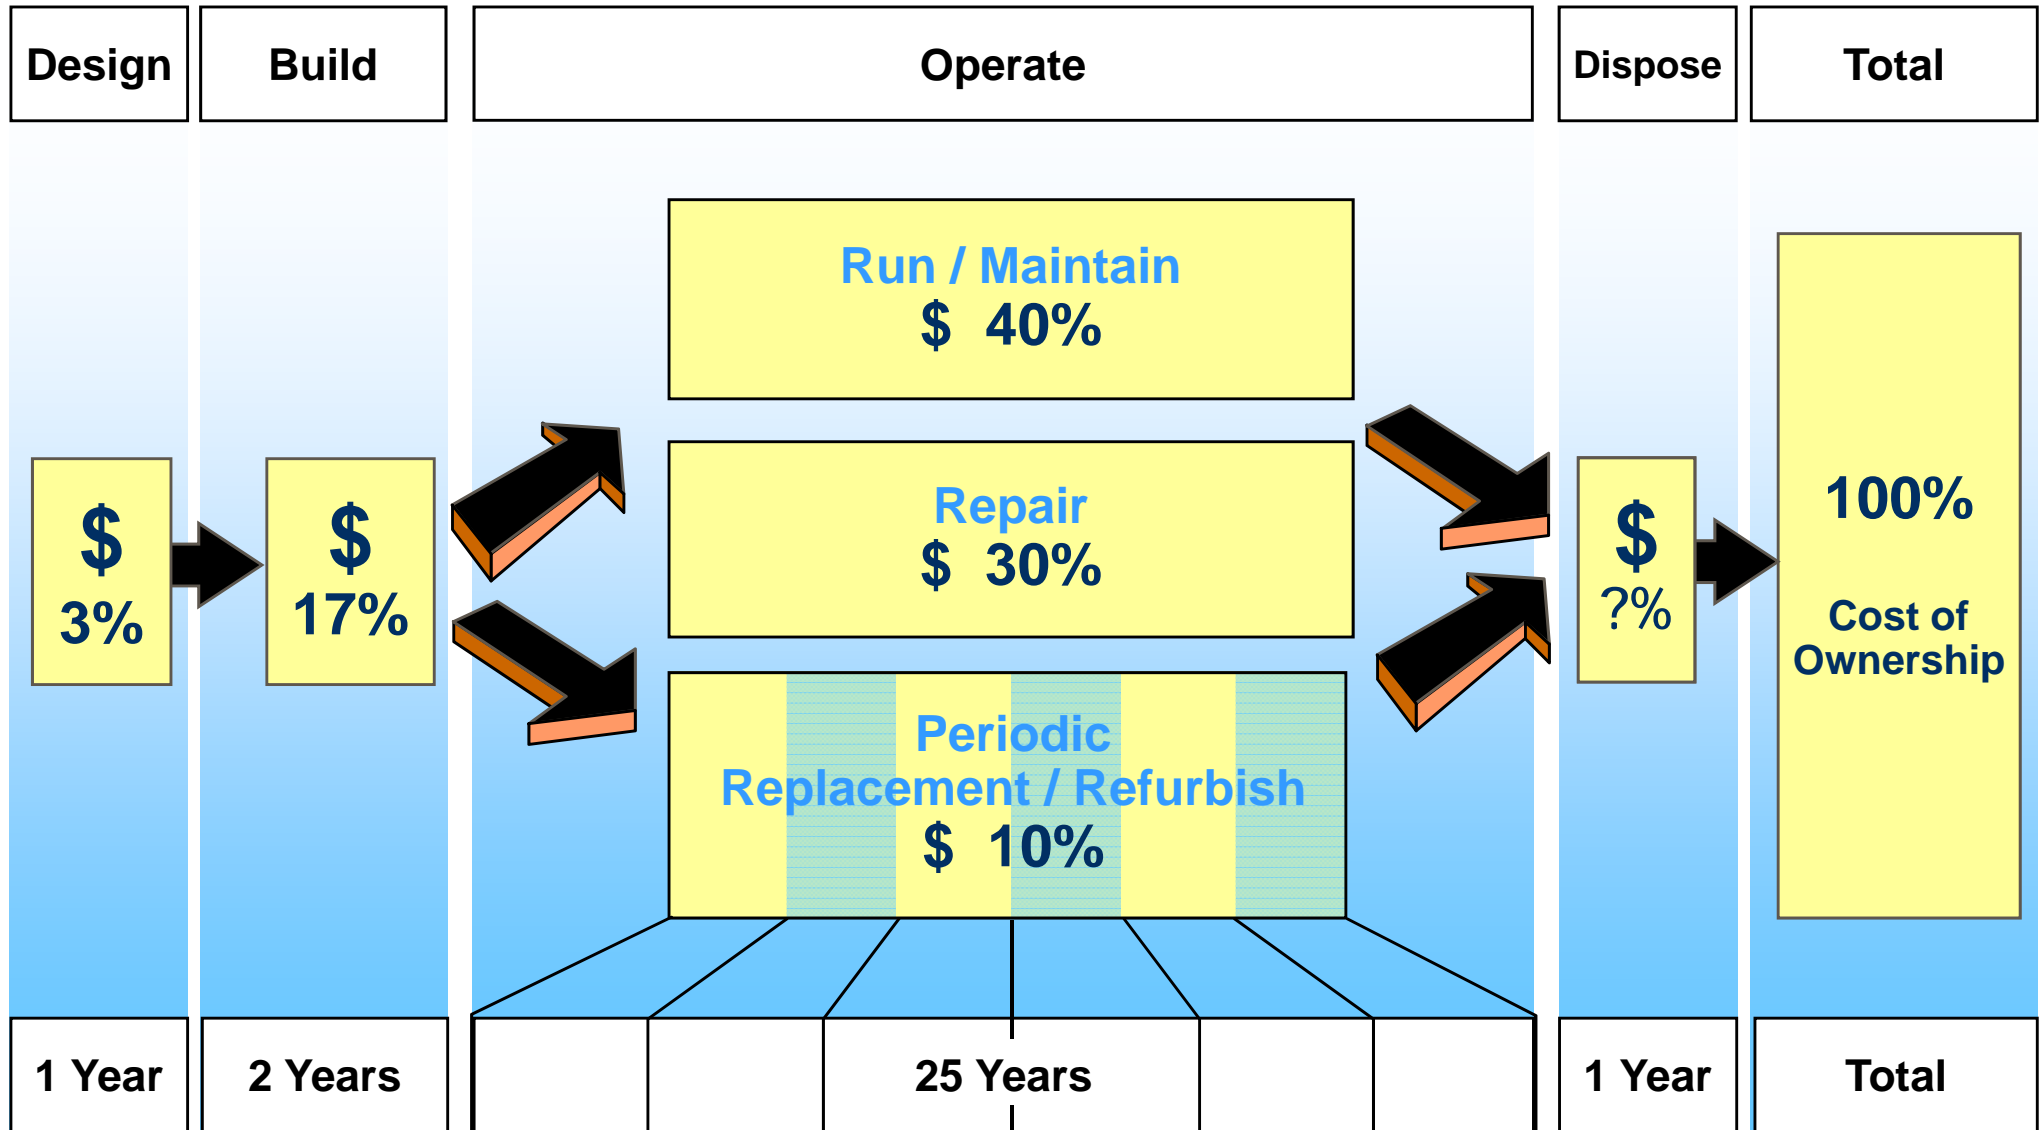 Design
Build
Operate
Dispose
Total
Run / Maintain
$ 40%
$
3%
$
17%
Repair
$ 30%
$
?%
100%
Cost of
Ownership
Periodic
Replacement / Refurbish
$ 10%
1 Year
2 Years
25 Years
1 Year
Total